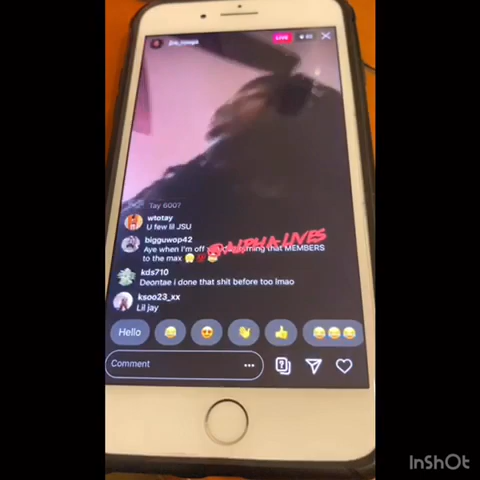 LIVE
Tay 6007
wtotay
U few lil JSU
bigguwop42
Aye when I'm off that MEMBERS
@ALPHALIVES
to the max
kds710
Deontae i done that shit before too lmao
ksoo23_xx
Lil jay
Hello
Comment
InShOt